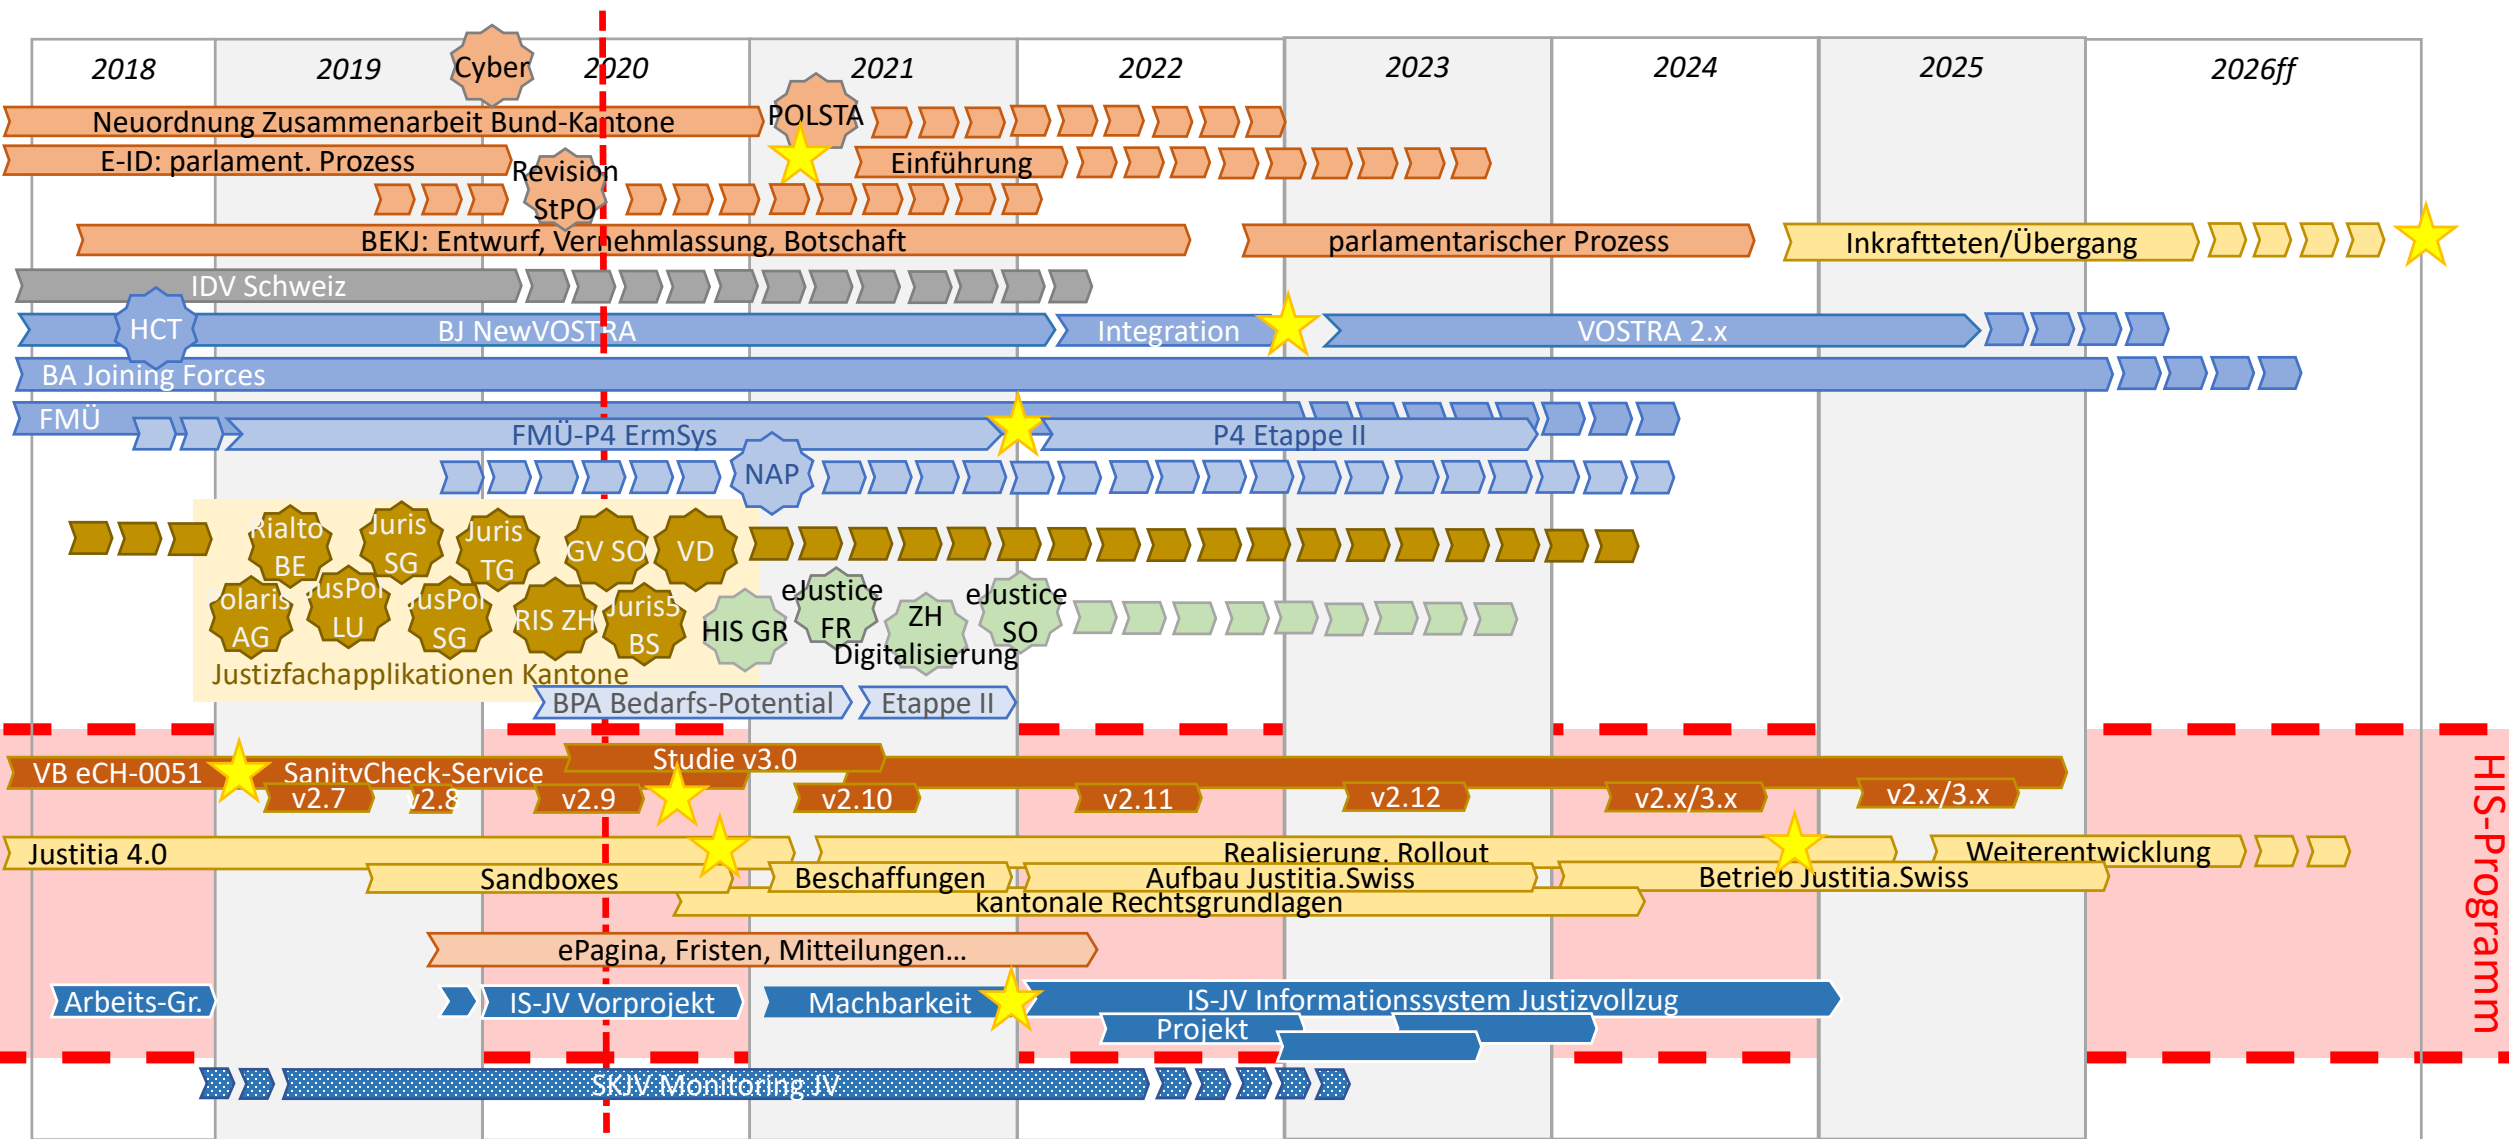 2018 2019 2020 2021 2022 2023 2024 2025 2026ff
Cyber
Neuordnung Zusammenarbeit Bund-Kantone
POLSTA
E-ID: parlament. Prozess
Einführung
Revision
StPO
BEKJ: Entwurf, Vernehmlassung, Botschaft
parlamentarischer Prozess
Inkraftteten/Übergang
IDV Schweiz
HCT
BJ NewVOSTRA
Integration
VOSTRA 2.x
BA Joining Forces
FMÜ
FMÜ-P4 ErmSys
P4 Etappe II
NAP
Rialto
BE
Juris
SG
Juris
TG
GV SO
VD
Polaris
AG
JusPol
LU
JusPol
SG
RIS ZH
Juris5
BS
HIS GR
eJustice
FR
ZH
Digitalisierung
eJustice
SO
Justizfachapplikationen Kantone
BPA Bedarfs-Potential
Etappe II
Studie v3.0
VB eCH-0051
SanityCheck-Service
v2.7
v2.8
v2.9
v2.10
v2.11
v2.12
v2.x/3.x
v2.x/3.x
Justitia 4.0
Realisierung, Rollout
Weiterentwicklung
Sandboxes
Beschaffungen
Aufbau Justitia.Swiss
Betrieb Justitia.Swiss
kantonale Rechtsgrundlagen
ePagina, Fristen, Mitteilungen...
Arbeits-Gr.
IS-JV Vorprojekt
Machbarkeit
IS-JV Informationssystem Justizvollzug
Projekt
SKJV Monitoring JV
HIS-Programm